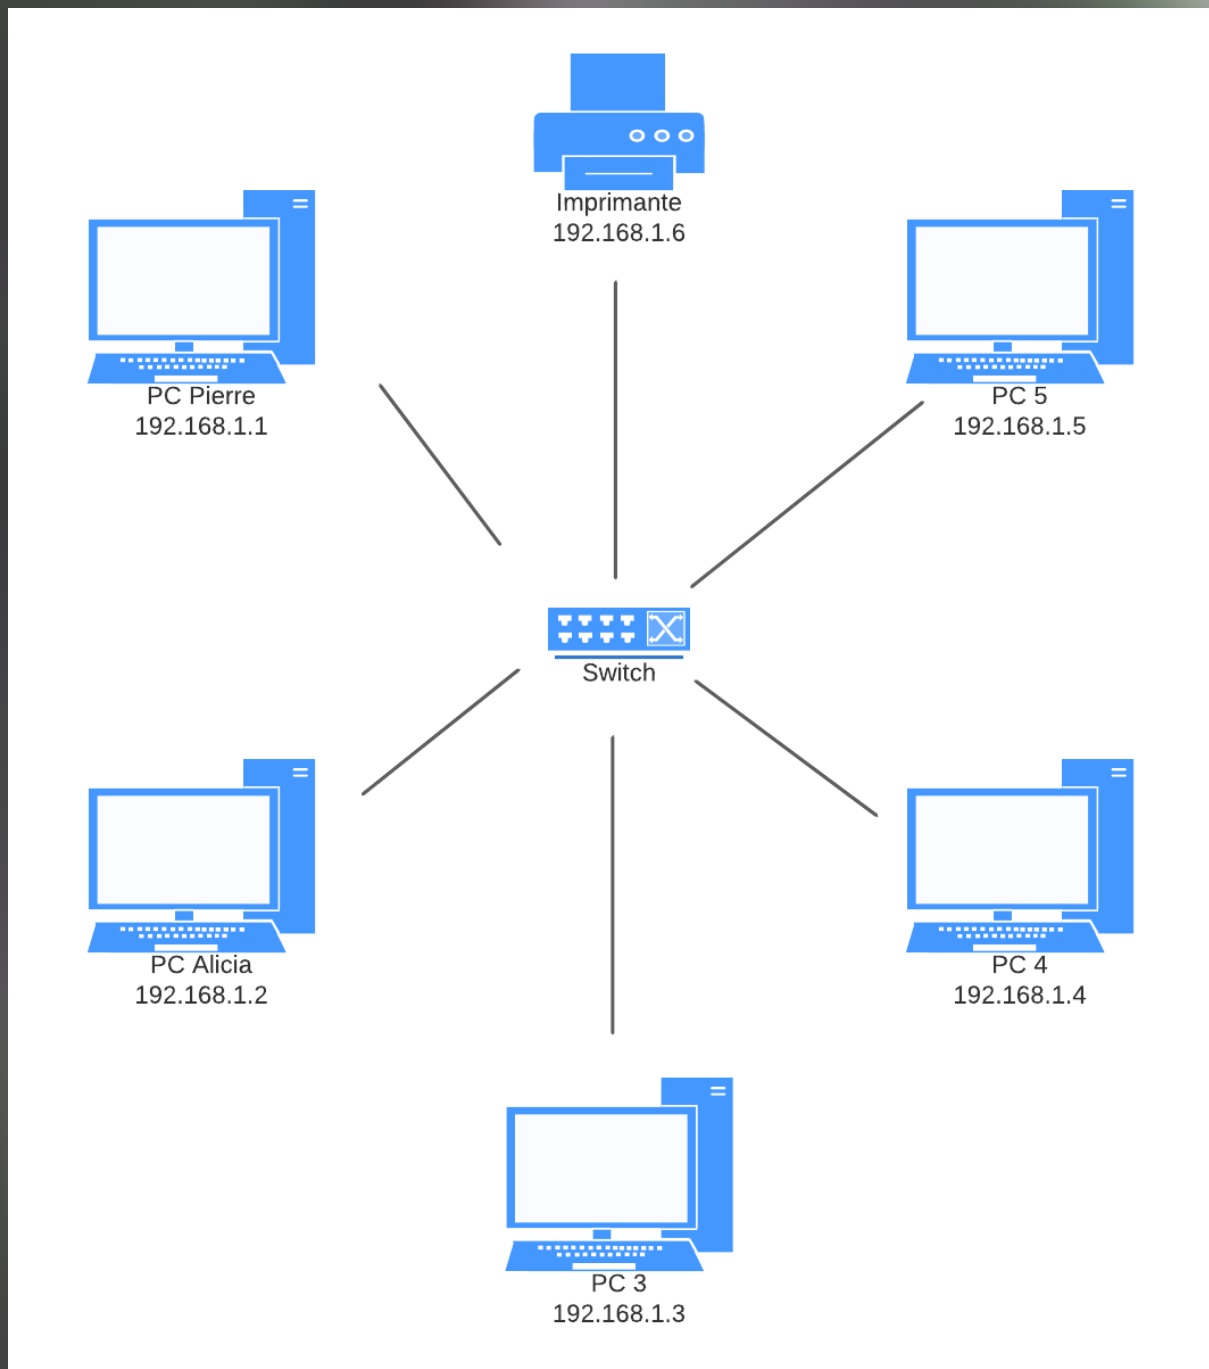 Imprimante
192.168.1.6
PC Pierre
192.168.1.1
PC 5
192.168.1.5
Switch
PC Alicia
192.168.1.2
PC 4
192.168.1.4
PC 3
192.168.1.3